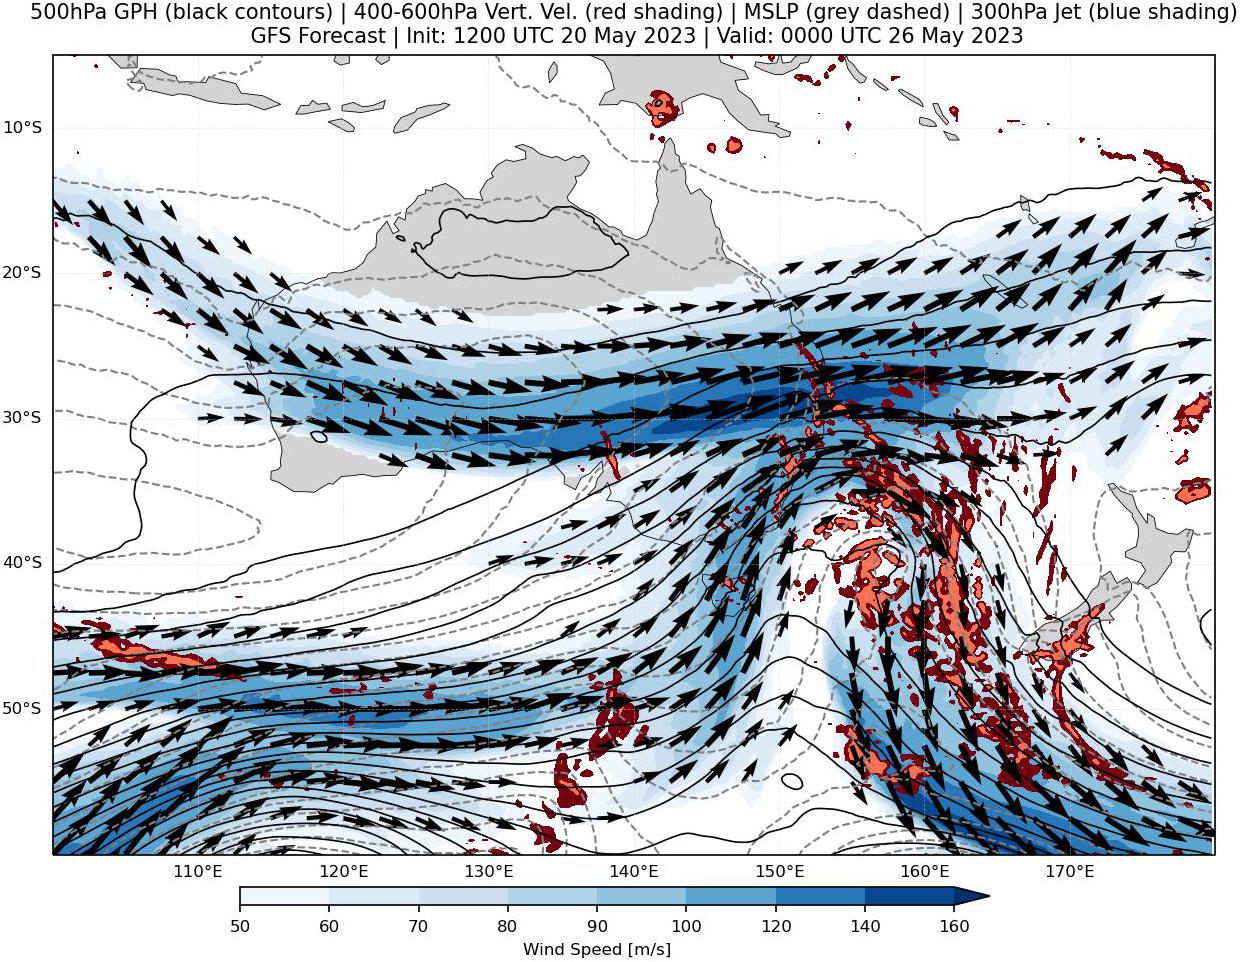 500hPa GPH (black contours) | 400-600hPa Vert. Vel. (red shading) | MSLP (grey dashed) | 300hPa Jet (blue shading)
GFS Forecast | Init: 1200 UTC 20 May 2023 | Valid: 0000 UTC 26 May 2023
10°S
20°S
30°S
40°S
50°S
110°E 120°E 130°E 140°E 150°E 160°E 170°E
50 60 70 80 90 100 120 140 160
Wind Speed [m/s]